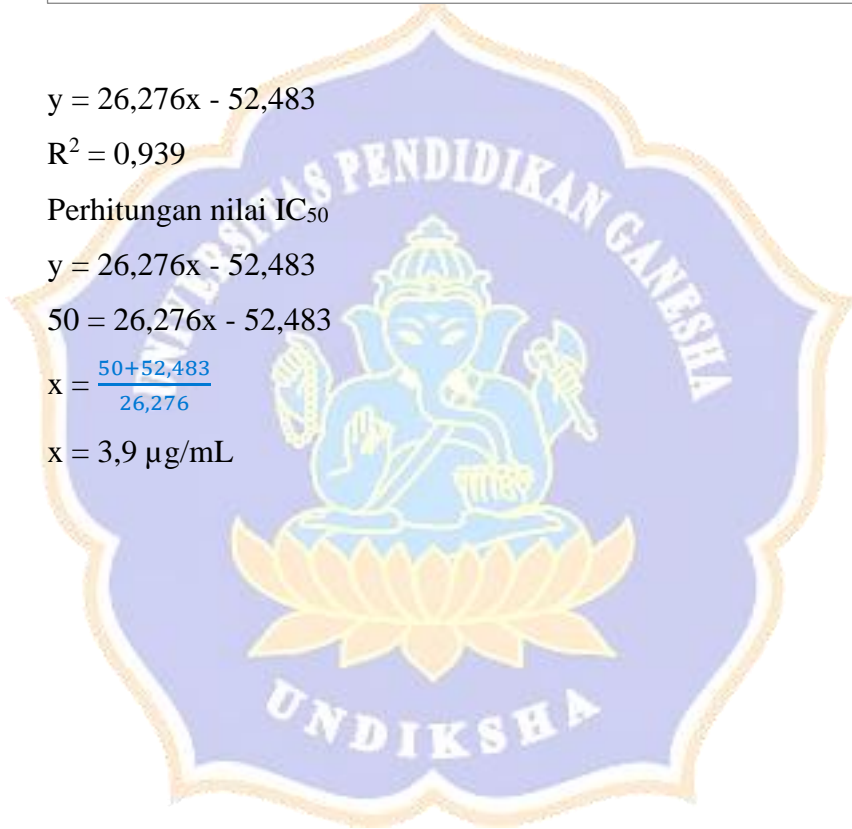 y = 26,276x - 52,483
R² = 0,939
Perhitungan nilai IC₅₀
y = 26,276x - 52,483
50 = 26,276x - 52,483
x = 50+52,483 / 26,276
x = 3,9 µg/mL
UNIVERSITAS PENDIDIKAN GANESHA
UNDIKSHA